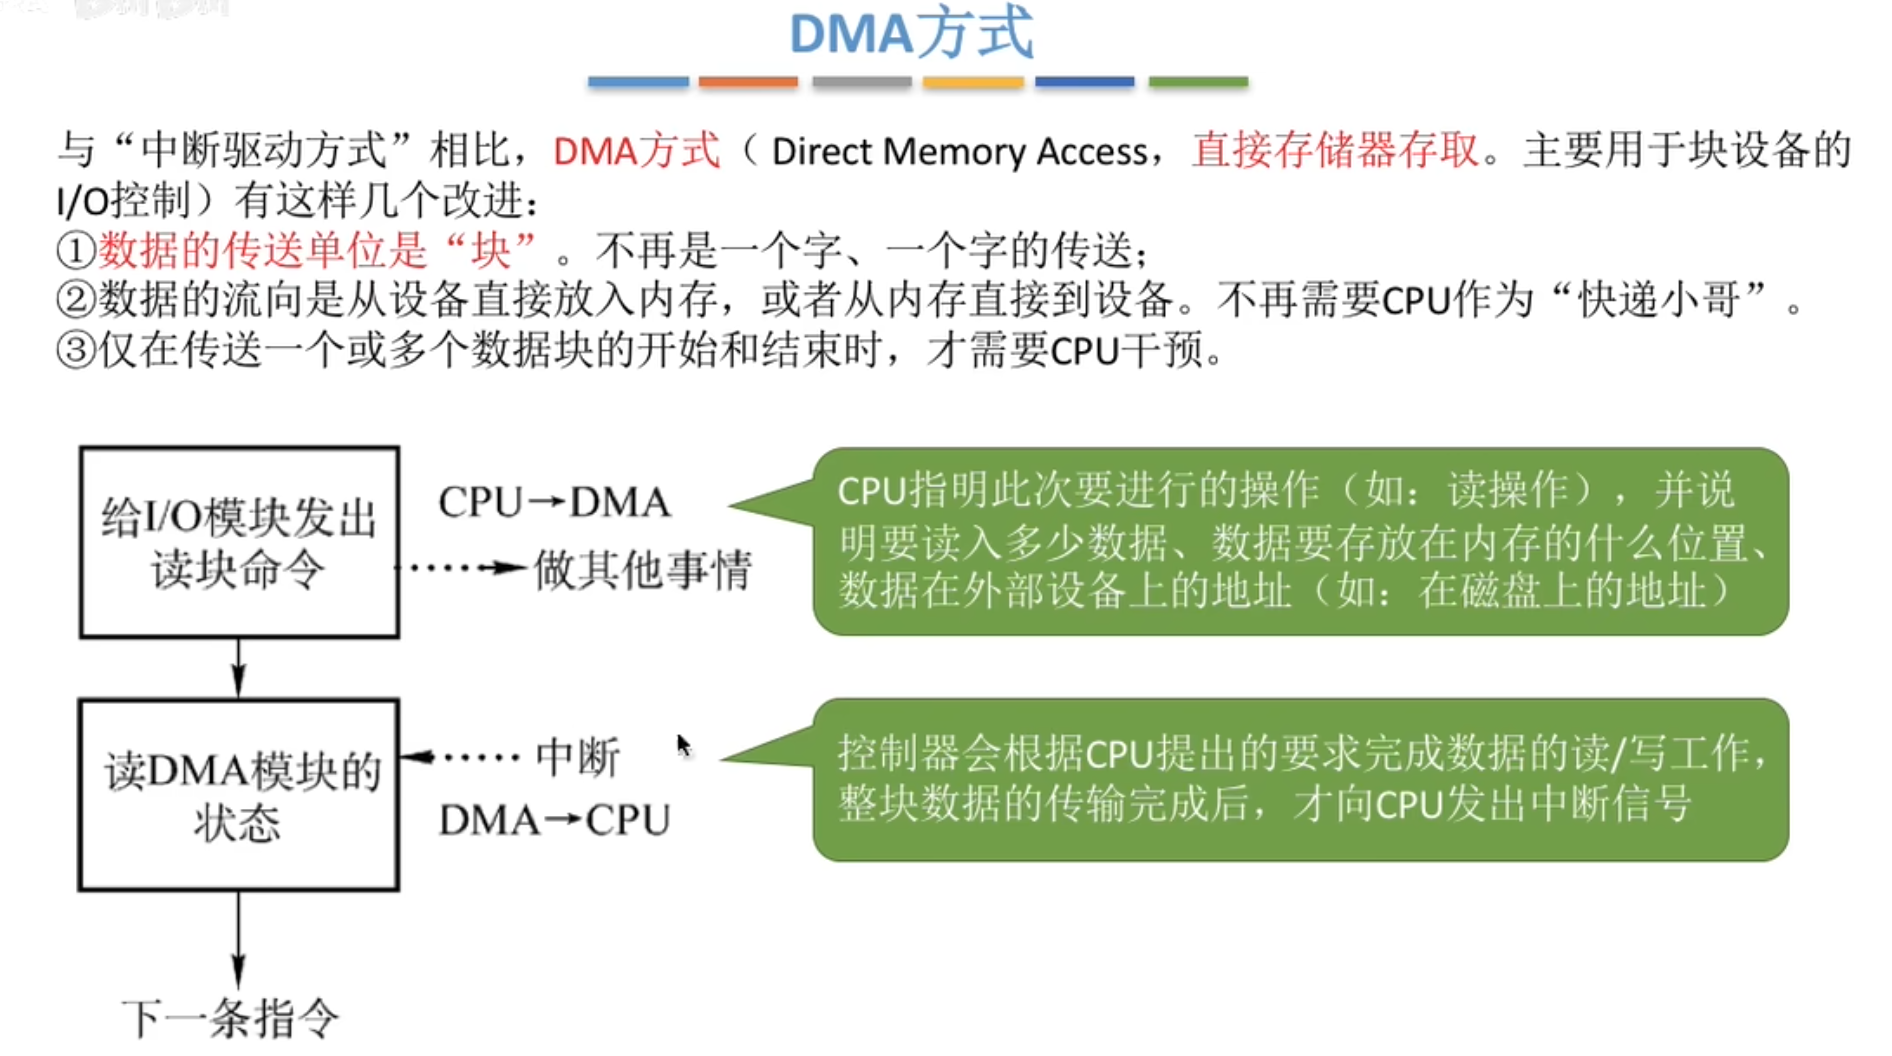 DMA方式
与“中断驱动方式”相比，DMA方式（ Direct Memory Access，直接存储器存取。主要用于块设备的
I/O控制）有这样几个改进：
①数据的传送单位是“块”。不再是一个字、一个字的传送；
②数据的流向是从设备直接放入内存，或者从内存直接到设备。不再需要CPU作为“快递小哥”。
③仅在传送一个或多个数据块的开始和结束时，才需要CPU干预。
给I/O模块发出
读块命令
CPU→DMA
做其他事情
CPU指明此次要进行的操作（如：读操作），并说
明要读入多少数据、数据要存放在内存的什么位置、
数据在外部设备上的地址（如：在磁盘上的地址）
读DMA模块的
状态
中断
DMA→CPU
控制器会根据CPU提出的要求完成数据的读/写工作，
整块数据的传输完成后，才向CPU发出中断信号
下一条指令